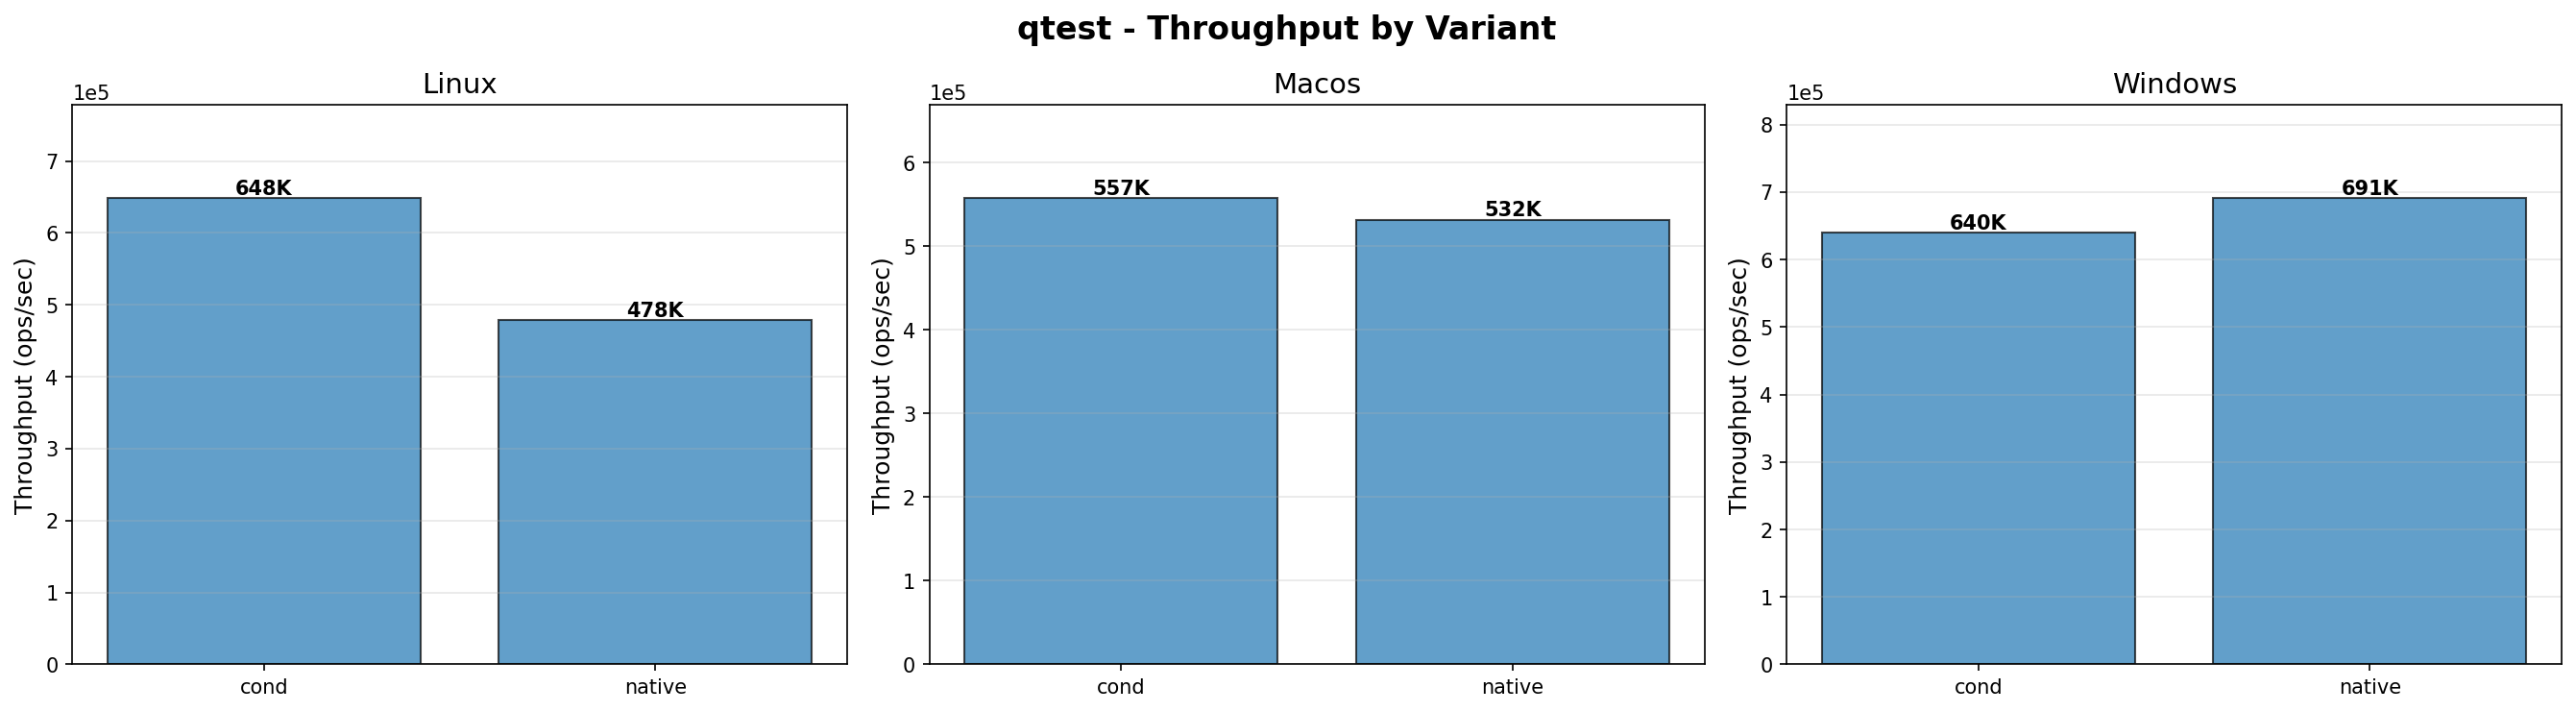 qtest - Throughput by Variant
Linux
1e5
Throughput (ops/sec)
7
6
5
4
3
2
1
0
648K
478K
cond
native
Macos
1e5
Throughput (ops/sec)
6
5
4
3
2
1
0
557K
532K
cond
native
Windows
1e5
Throughput (ops/sec)
8
7
6
5
4
3
2
1
0
640K
691K
cond
native